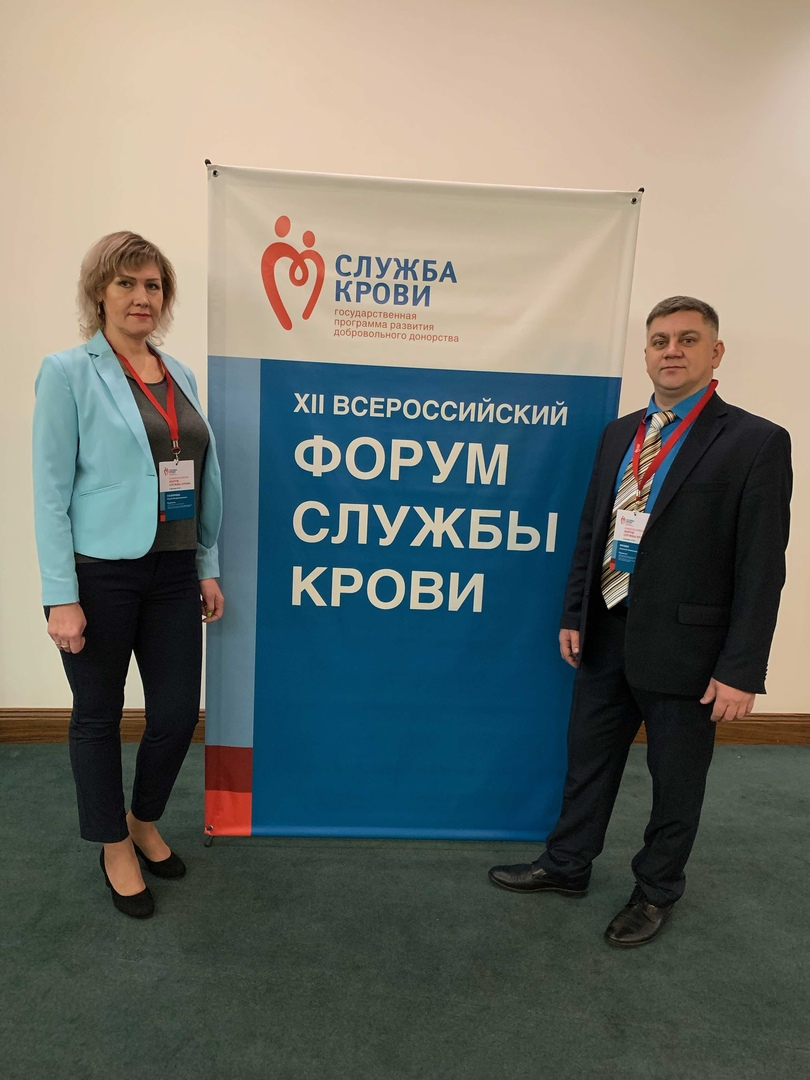 СЛУЖБА
КРОВИ
государственная
программа развития
добровольного донорства
XII ВСЕРОССИЙСКИЙ
ФОРУМ
СЛУЖБЫ
КРОВИ